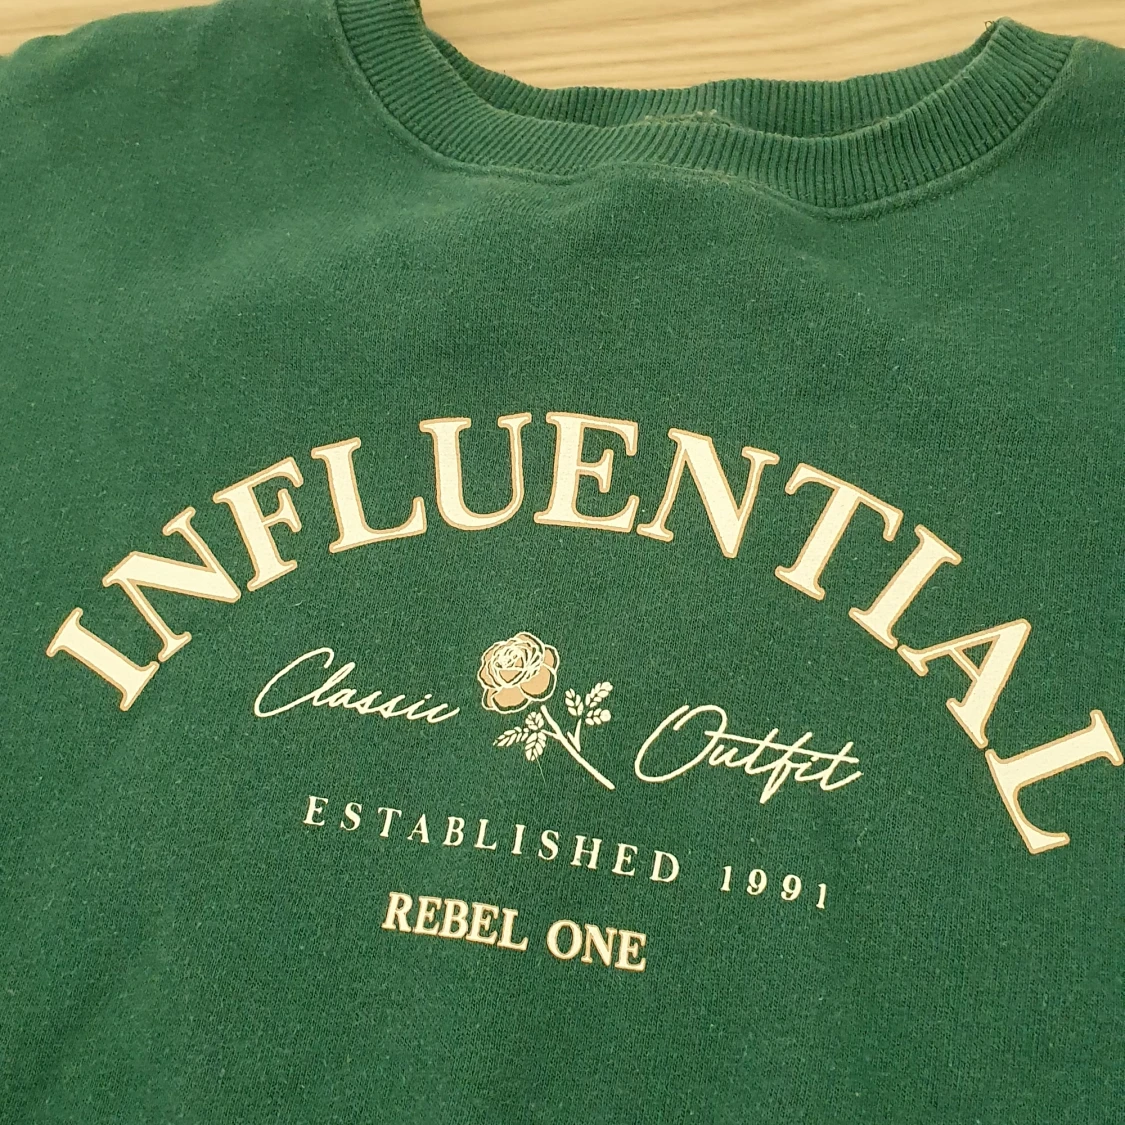 INFLUENTIAL
Classic Outfit
ESTABLISHED 1991
REBEL ONE